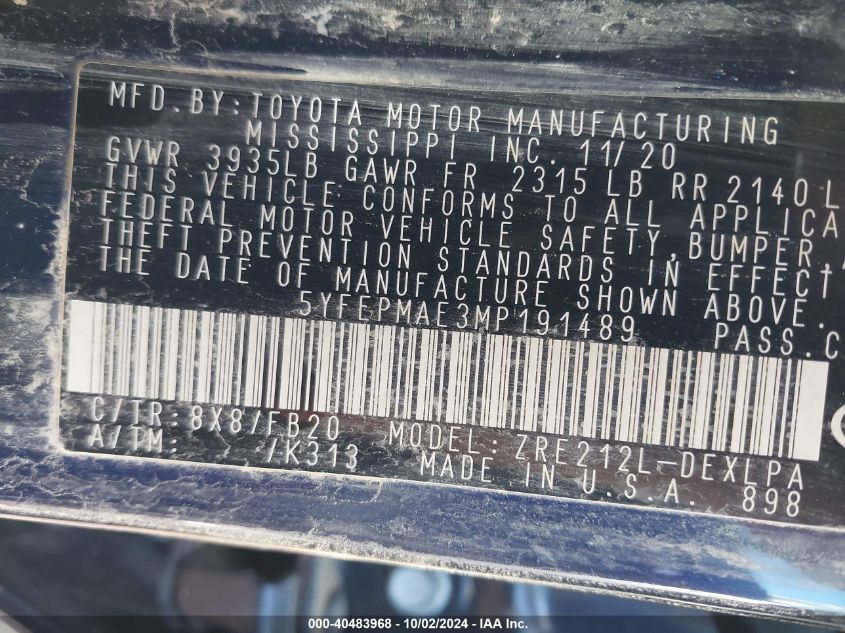 MFD.BY:TOYOTA MOTOR MANUFACTURING
MISSISSIPPI INC. 11/20
GVWR 3935LB GAWR FR 2315 LB RR 2140 L
THIS VEHICLE CONFORMS TO ALL APPLICA
FEDERAL MOTOR VEHICLE SAFETY,BUMPER,
THEFT PREVENTION STANDARDS IN EFFECT
THE DATE OF MANUFACTURE SHOWN ABOVE.
5YFEPMAE3MP191489 PASS.C
C/TR:8X8/FB20 MODEL:ZRE212L-DEXLPA
A/TM: /K313 MADE IN U.S.A. 898
000-40483968 - 10/02/2024 - IAA Inc.